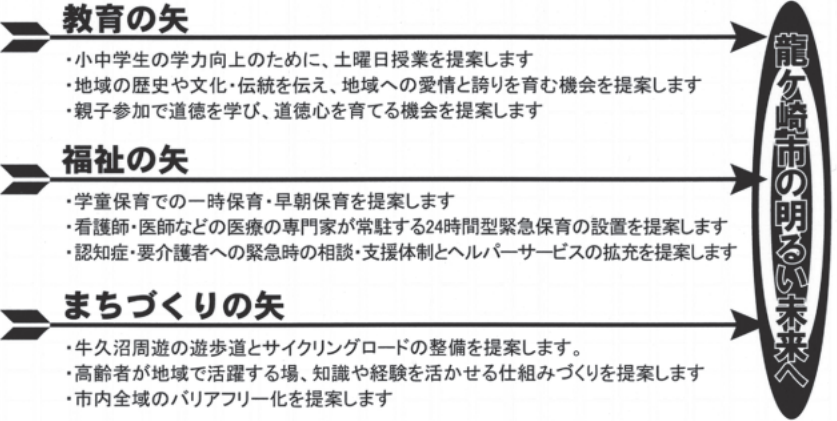 教育の矢
・小中学生の学力向上のために、土曜日授業を提案します
・地域の歴史や文化・伝統を伝え、地域への愛情と誇りを育む機会を提案します
・親子参加で道徳を学び、道徳心を育てる機会を提案します
福祉の矢
・学童保育での一時保育・早朝保育を提案します
・看護師・医師などの医療の専門家が常駐する24時間型緊急保育の設置を提案します
・認知症・要介護者への緊急時の相談・支援体制とヘルパーサービスの拡充を提案します
まちづくりの矢
・牛久沼周遊の遊歩道とサイクリングロードの整備を提案します。
・高齢者が地域で活躍する場、知識や経験を活かせる仕組みづくりを提案します
・市内全域のバリアフリー化を提案します
龍ケ崎市の明るい未来へ